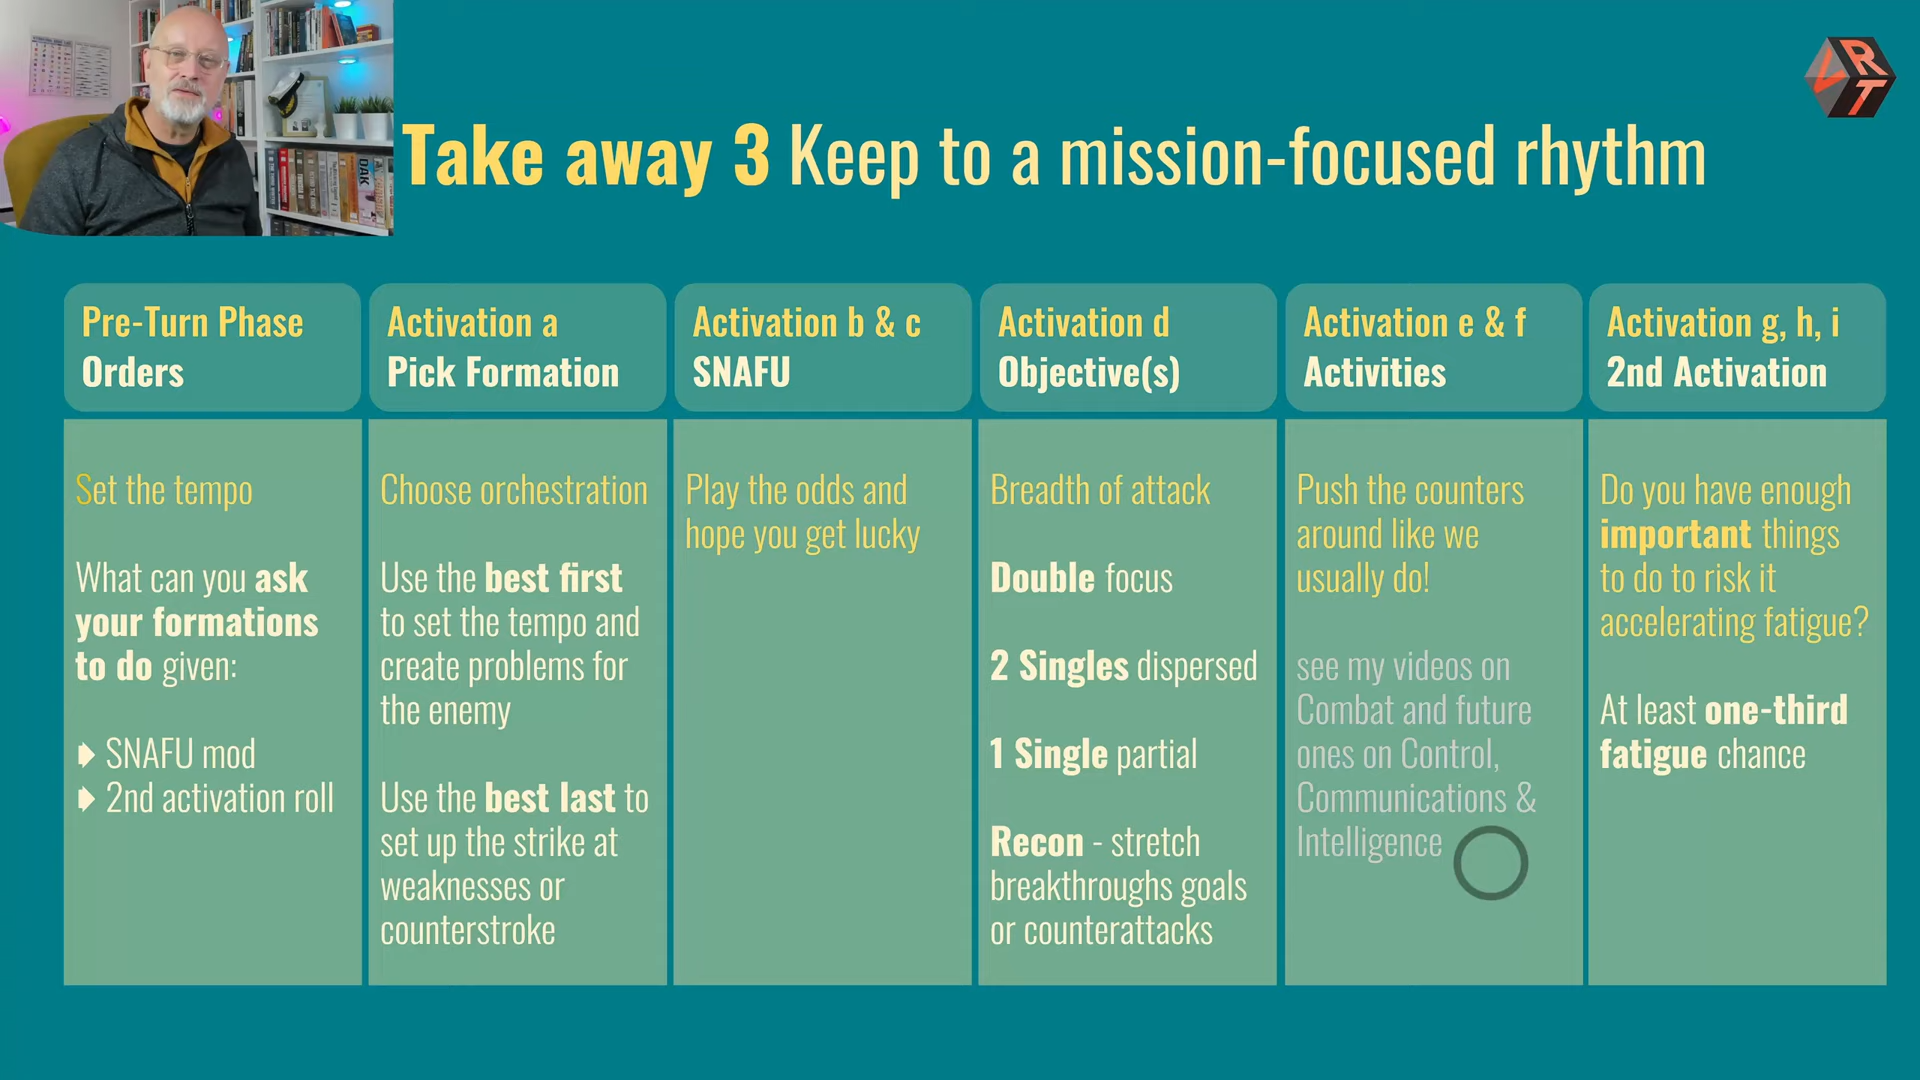 Take away 3 Keep to a mission-focused rhythm
VRT
Pre-Turn Phase
Orders
Set the tempo
What can you ask
your formations
to do given:
➧ SNAFU mod
➧ 2nd activation roll
Activation a
Pick Formation
Choose orchestration
Use the best first
to set the tempo and
create problems for
the enemy
Use the best last to
set up the strike at
weaknesses or
counterstroke
Activation b & c
SNAFU
Play the odds and
hope you get lucky
Activation d
Objective(s)
Breadth of attack
Double focus
2 Singles dispersed
1 Single partial
Recon - stretch
breakthroughs goals
or counterattacks
Activation e & f
Activities
Push the counters
around like we
usually do!
see my videos on
Combat and future
ones on Control,
Communications &
Intelligence
Activation g, h, i
2nd Activation
Do you have enough
important things
to do to risk it
accelerating fatigue?
At least one-third
fatigue chance
DAK